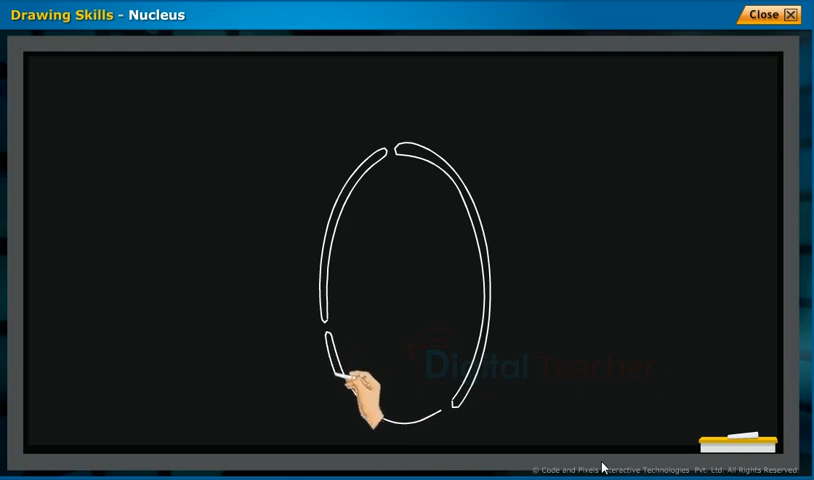 Drawing Skills - Nucleus
Close
Digital Teacher
© Code and Pixels Interactive Technologies Pvt. Ltd. All Rights Reserved